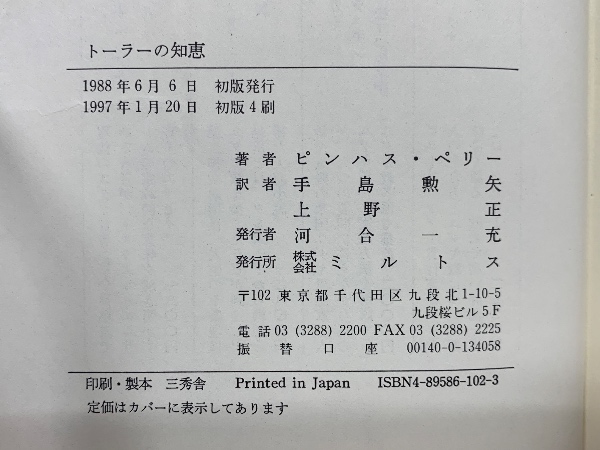 トーラーの知恵
1988年6月6日 初版発行
1997年1月20日 初版4刷
著者 ピンハス・ペリー
訳者 手島勲矢
上野正
発行者 河合一充
発行所 株式会社 ミルトス
〒102 東京都千代田区九段北1-10-5
九段桜ビル5F
電話 03 (3288) 2200 FAX 03 (3288) 2225
振替口座 00140-0-134058
印刷・製本 三秀舎 Printed in Japan ISBN4-89586-102-3
定価はカバーに表示してあります